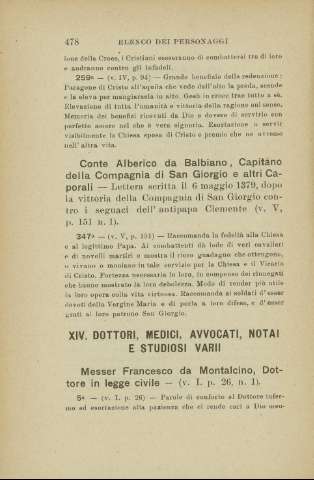 478 ELENCO DEI PERSONAGGI
ione della Croce, i Cristiani cesseranno di combattersi tra di loro
e andranno contro gli infedeli.
259ª — (v. IV, p. 94) — Grande beneficio della redenzione:
Paragone di Cristo all'aquila che vede dall'alto la preda, scende
e la eleva per mangiarsela in alto. Gesù in croce trae tutto a sè.
Elevazione di tutta l'umanità e vittoria della ragione sul senso.
Memoria dei benefici ricevuti da Dio e dovere di servirlo con
perfetto amore nel che è vera signoria. Esortazione a servir
visibilmente la Chiesa sposa di Cristo e premio che ne avremo
nell'altra vita.
Conte Alberico da Balbiano, Capitano
della Compagnia di San Giorgio e altri Ca-
porali — Lettera scritta il 6 maggio 1379, dopo
la vittoria della Compagnia di San Giorgio con-
tro i seguaci dell'antipapa Clemente (v. V,
p. 151 n. 1).
347ª — (v. V, p. 151) — Raccomanda la fedeltà alla Chiesa
e al legittimo Papa. Ai combattenti dà lode di veri cavalieri
e di novelli martiri e mostra il ricco guadagno che ottengono,
o vivano o muoiano in tale servizio per la Chiesa e il Vicario
di Cristo. Fortezza necessaria in loro, in compenso dei rinnegati
che hanno mostrato la loro debolezza. Modo di render più utile
la loro opera colla vita virtuosa. Raccomanda ai soldati d'esser
devoti della Vergine Maria e di porla a loro difesa, e d'esser
grati al loro patrono San Giorgio.
XIV. DOTTORI, MEDICI, AVVOCATI, NOTAI
E STUDIOSI VARII
Messer Francesco da Montalcino, Dot-
tore in legge civile — (v. I. p. 26, n. 1).
5ª — (v. I. p. 26) — Parole di conforto al Dottore infer-
mo ed esortazione alla pazienza che ci rende cari a Dio men-